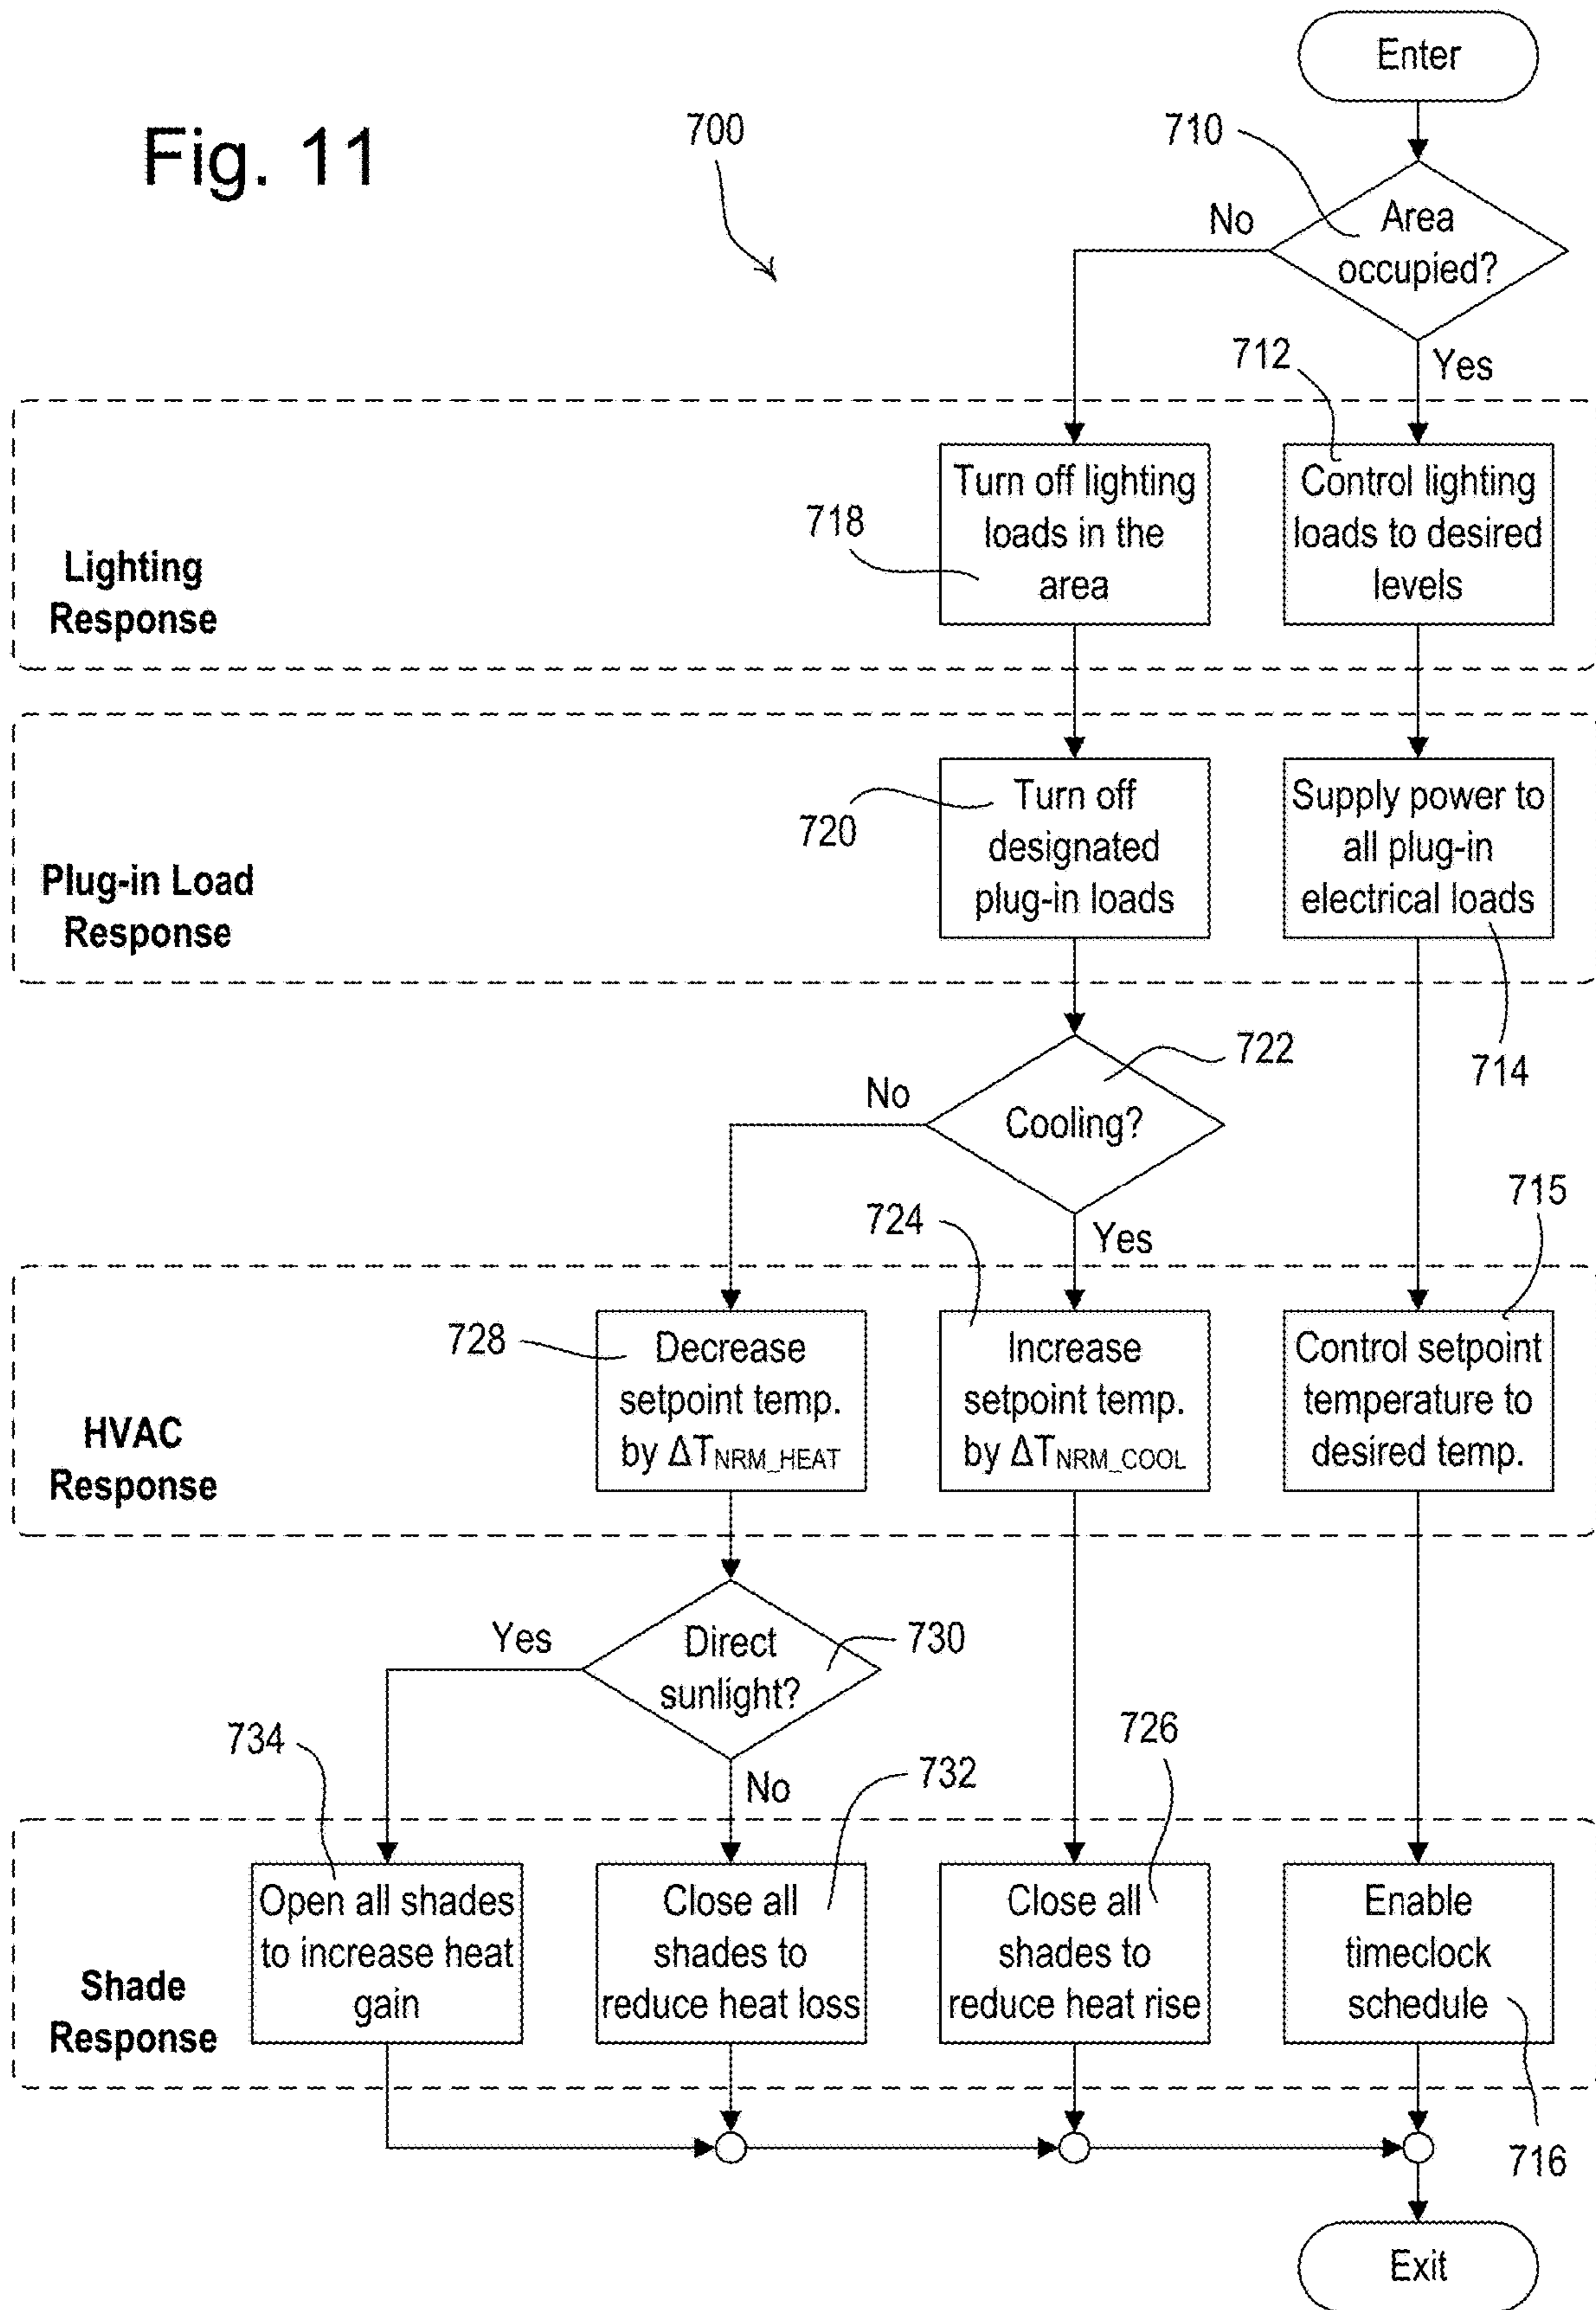 Enter
Fig. 11
700
710
No
Area
occupied?
712
Yes
Lighting
Response
718
Turn off lighting
loads in the
area
Control lighting
loads to desired
levels
Plug-in Load
Response
720
Turn off
designated
plug-in loads
Supply power to
all plug-in
electrical loads
714
722
No
Cooling?
724
Yes
715
HVAC
Response
728
Decrease
setpoint temp.
by ΔTNRM_HEAT
Increase
setpoint temp.
by ΔTNRM_COOL
Control setpoint
temperature to
desired temp.
Yes
Direct
sunlight?
730
734
No
732
726
Shade
Response
Open all shades
to increase heat
gain
Close all
shades to
reduce heat loss
Close all
shades to
reduce heat rise
Enable
timeclock
schedule
716
Exit